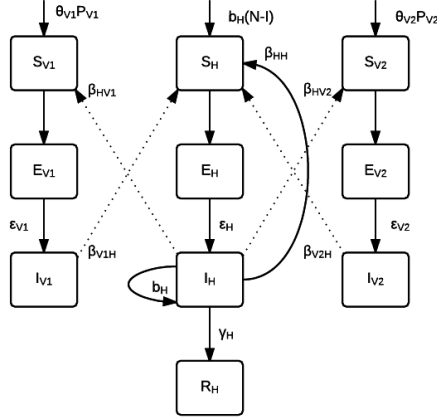 θV1PV1
bH(N-I)
θV2PV2
SV1
SH
SV2
βHH
βHV1
βHV2
EV1
EH
EV2
εV1
εH
εV2
βV1H
βV2H
IV1
bH
IH
IV2
γH
RH